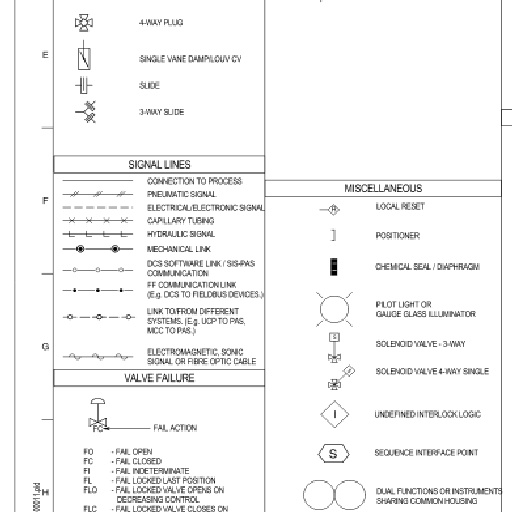 E
4-WAY PLUG
SINGLE VANE DAMP/LOUV CV
SLIDE
3-WAY SLIDE
SIGNAL LINES
F
CONNECTION TO PROCESS
PNEUMATIC SIGNAL
ELECTRICAL/ELECTRONIC SIGNAL
CAPILLARY TUBING
HYDRAULIC SIGNAL
MECHANICAL LINK
DCS SOFTWARE LINK / SIS-PAS
COMMUNICATION
FF COMMUNICATION LINK
(E.g. DCS TO FIELDBUS DEVICES.)
LINK TO/FROM DIFFERENT
SYSTEMS. (E.g. UCP TO PAS,
MCC TO PAS.)
G
ELECTROMAGNETIC, SONIC
SIGNAL OR FIBRE OPTIC CABLE
VALVE FAILURE
FC
FAIL ACTION
FO - FAIL OPEN
FC - FAIL CLOSED
FI - FAIL INDETERMINATE
FL - FAIL LOCKED LAST POSITION
FLO - FAIL LOCKED-VALVE OPENS ON
DECREASING CONTROL
FLC - FAIL LOCKED-VALVE CLOSES ON
H
MISCELLANEOUS
R
LOCAL RESET
POSITIONER
CHEMICAL SEAL / DIAPHRAGM
PILOT LIGHT OR
GAUGE GLASS ILLUMINATOR
S
SOLENOID VALVE - 3-WAY
SOLENOID VALVE 4-WAY SINGLE
I
UNDEFINED INTERLOCK LOGIC
S
SEQUENCE INTERFACE POINT
DUAL FUNCTIONS OR INSTRUMENTS
SHARING COMMON HOUSING